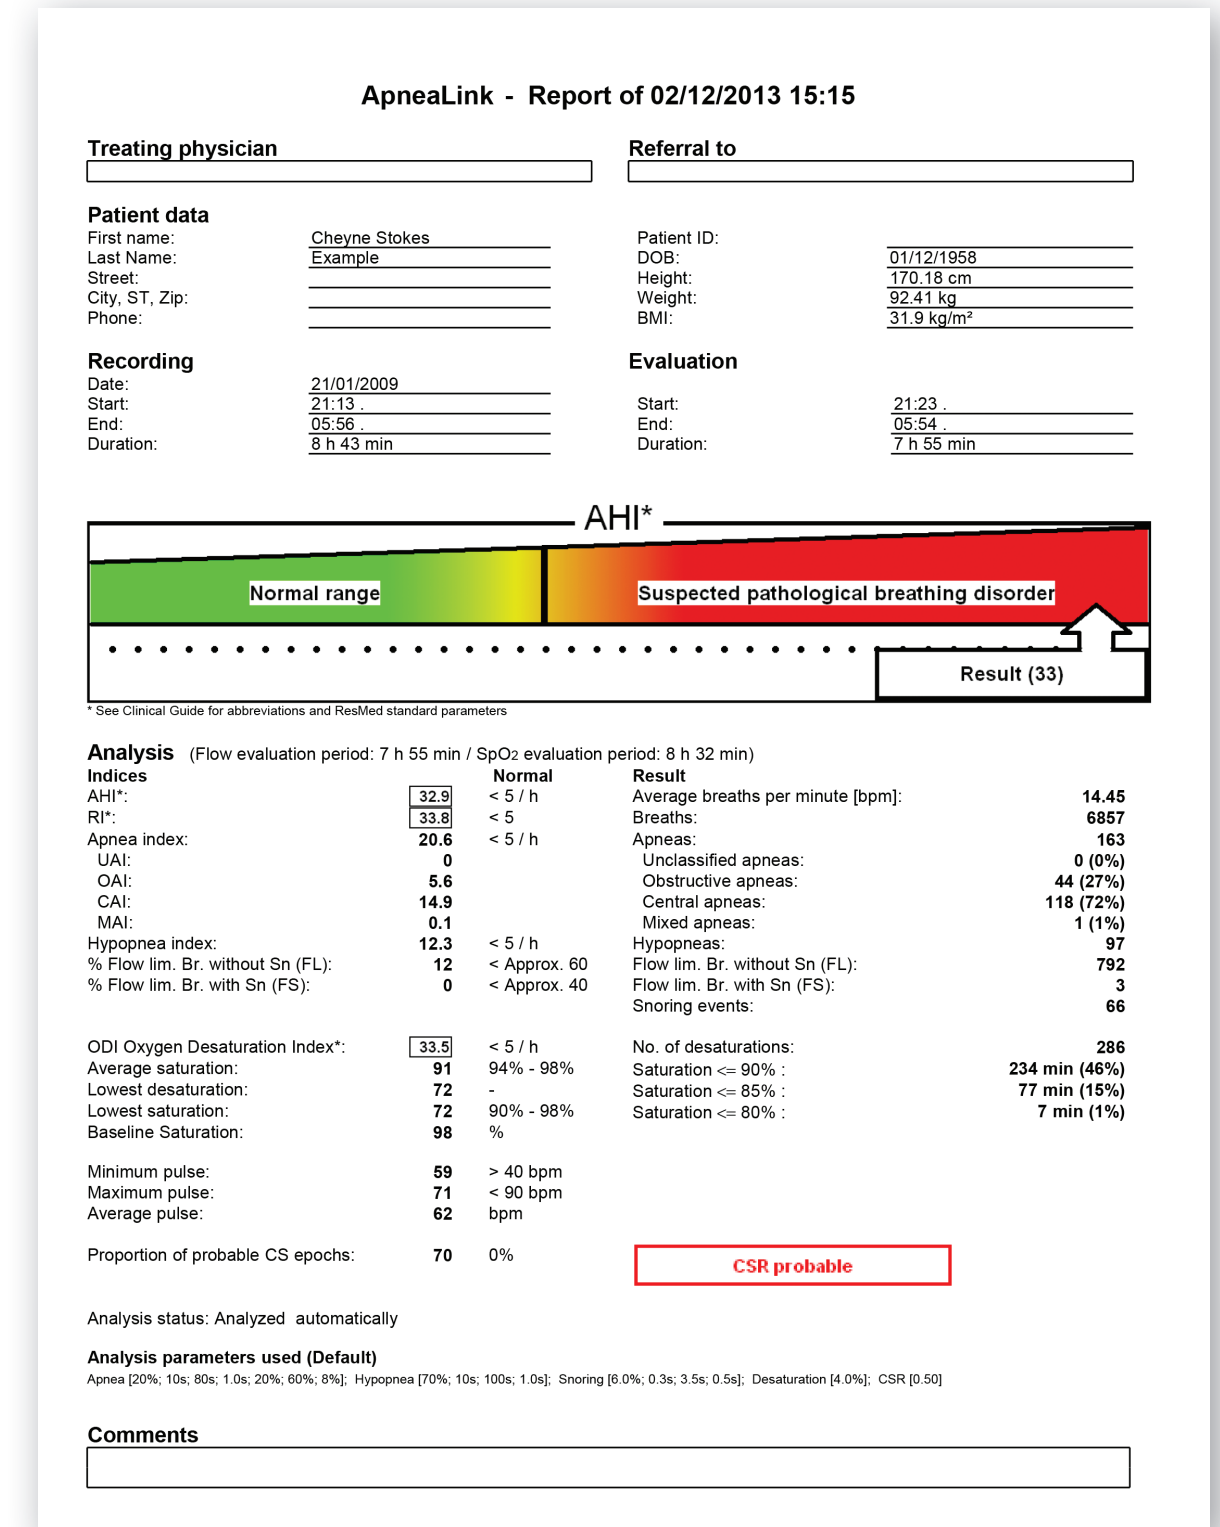 ApneaLink - Report of 02/12/2013 15:15
Treating physician Referral to
Patient data
First name: Cheyne Stokes Patient ID:
Last Name: Example DOB: 01/12/1958
Street: Height: 170.18 cm
City, ST, Zip: Weight: 92.41 kg
Phone: BMI: 31.9 kg/m²
Recording Evaluation
Date: 21/01/2009
Start: 21:13 . Start: 21:23 .
End: 05:56 . End: 05:54 .
Duration: 8 h 43 min Duration: 7 h 55 min
AHI*
Normal range Suspected pathological breathing disorder
Result (33)
* See Clinical Guide for abbreviations and ResMed standard parameters
Analysis (Flow evaluation period: 7 h 55 min / SpO2 evaluation period: 8 h 32 min)
Indices Normal Result
AHI*: 32.9 < 5 / h Average breaths per minute [bpm]: 14.45
RI*: 33.8 < 5 Breaths: 6857
Apnea index: 20.6 < 5 / h Apneas: 163
UAI: 0 Unclassified apneas: 0 (0%)
OAI: 5.6 Obstructive apneas: 44 (27%)
CAI: 14.9 Central apneas: 118 (72%)
MAI: 0.1 Mixed apneas: 1 (1%)
Hypopnea index: 12.3 < 5 / h Hypopneas: 97
% Flow lim. Br. without Sn (FL): 12 < Approx. 60 Flow lim. Br. without Sn (FL): 792
% Flow lim. Br. with Sn (FS): 0 < Approx. 40 Flow lim. Br. with Sn (FS): 3
Snoring events: 66
ODI Oxygen Desaturation Index*: 33.5 < 5 / h No. of desaturations: 286
Average saturation: 91 94% - 98% Saturation <= 90% : 234 min (46%)
Lowest desaturation: 72 - Saturation <= 85% : 77 min (15%)
Lowest saturation: 72 90% - 98% Saturation <= 80% : 7 min (1%)
Baseline Saturation: 98 %
Minimum pulse: 59 > 40 bpm
Maximum pulse: 71 < 90 bpm
Average pulse: 62 bpm
Proportion of probable CS epochs: 70 0% CSR probable
Analysis status: Analyzed automatically
Analysis parameters used (Default)
Apnea [20%; 10s; 80s; 1.0s; 20%; 60%; 8%]; Hypopnea [70%; 10s; 100s; 1.0s]; Snoring [6.0%; 0.3s; 3.5s; 0.5s]; Desaturation [4.0%]; CSR [0.50]
Comments